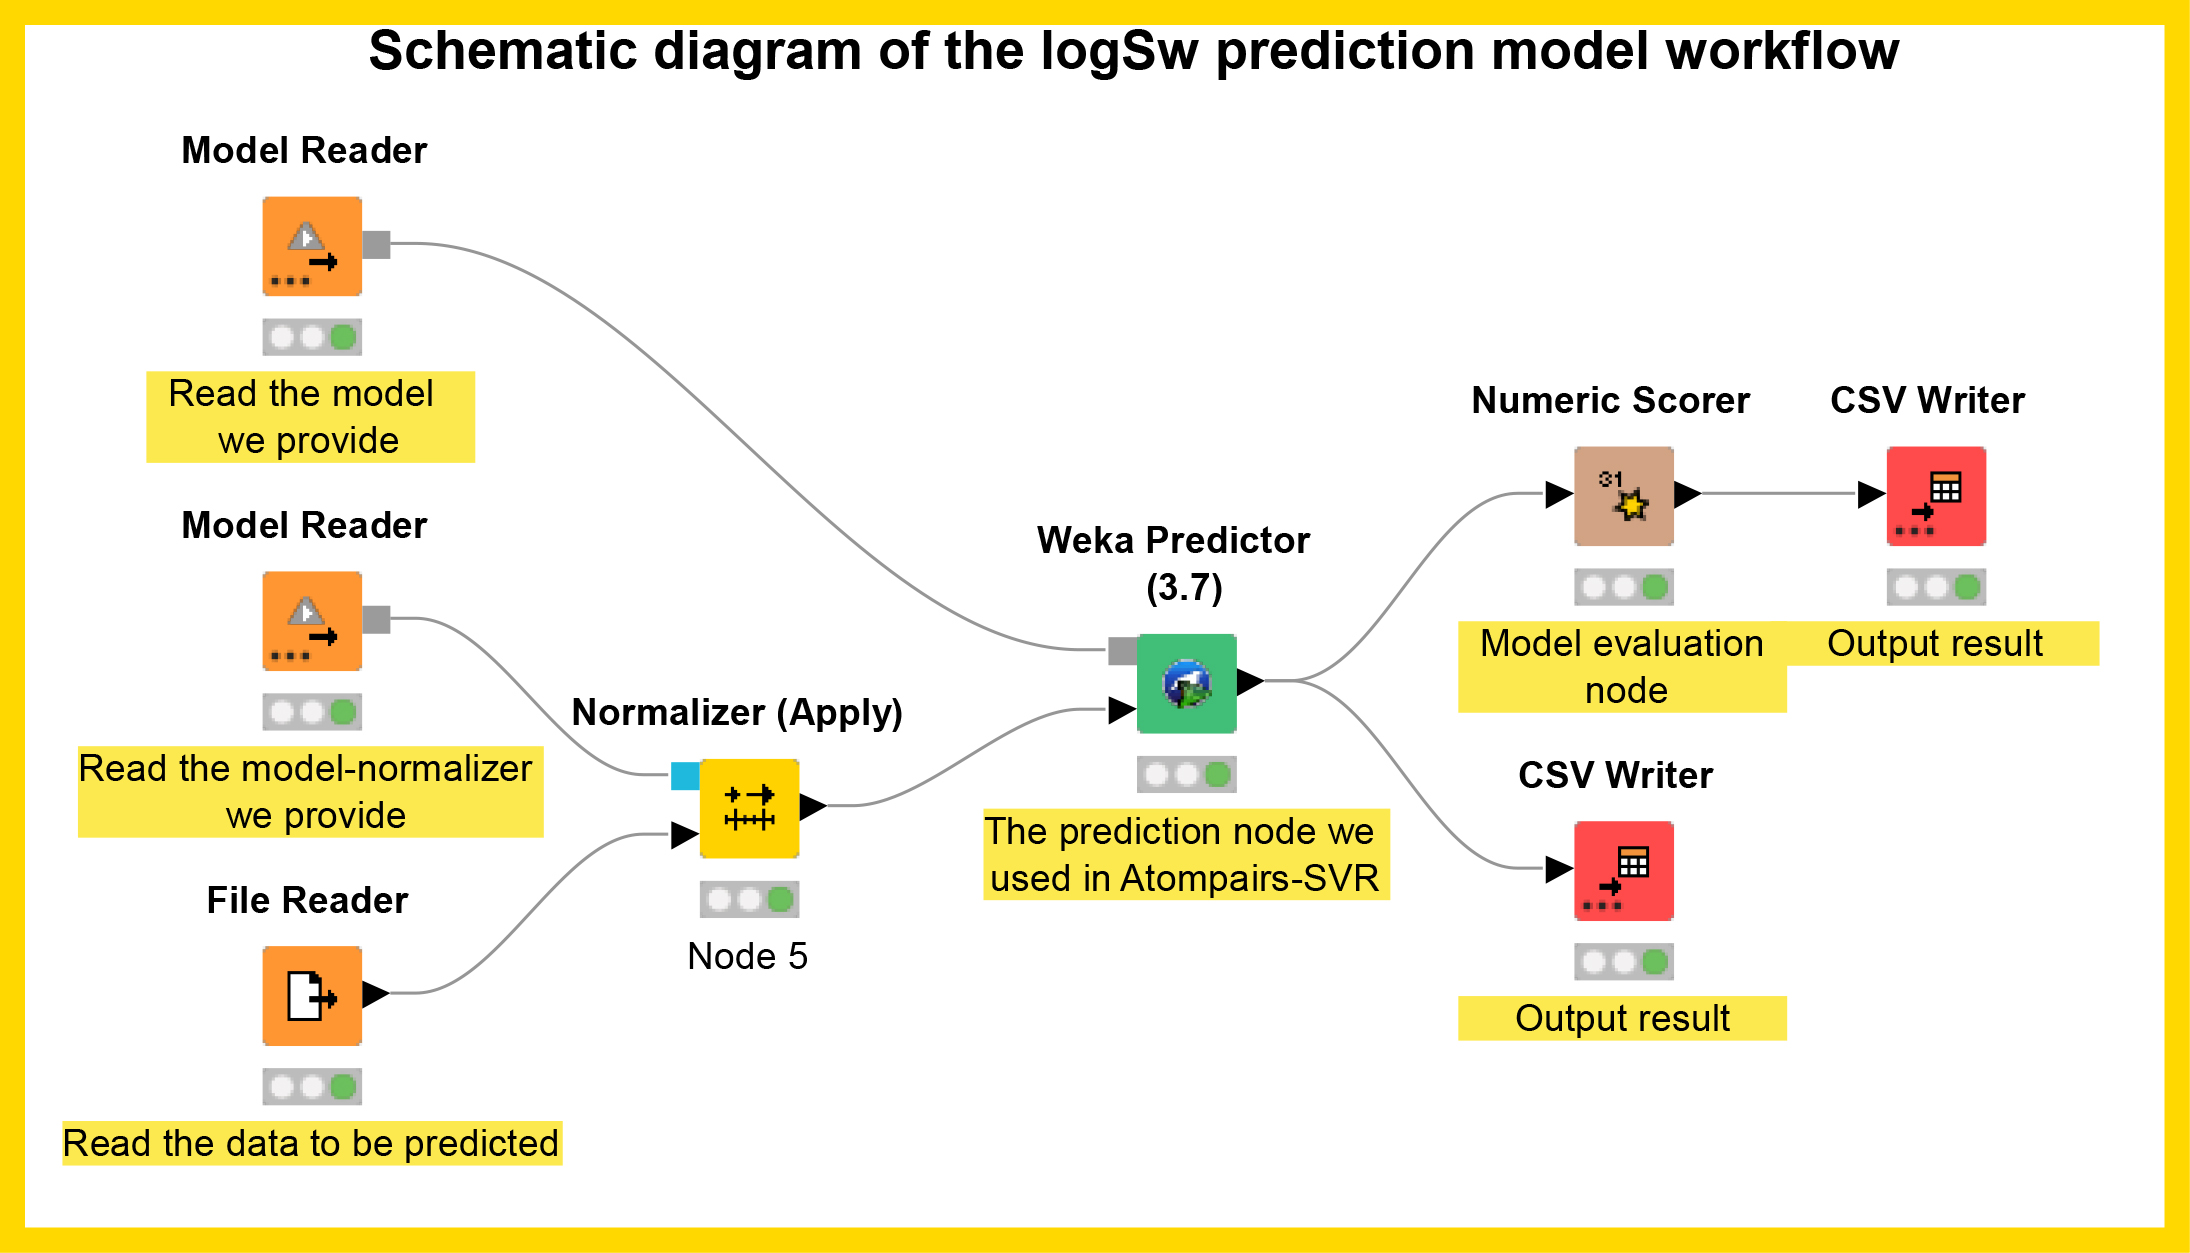 Schematic diagram of the logSw prediction model workflow
Model Reader
Read the model
we provide
Model Reader
Read the model-normalizer
we provide
File Reader
Read the data to be predicted
Normalizer (Apply)
Node 5
Weka Predictor
(3.7)
The prediction node we
used in Atompairs-SVR
Numeric Scorer
31
Model evaluation
node
CSV Writer
Output result
CSV Writer
Output result